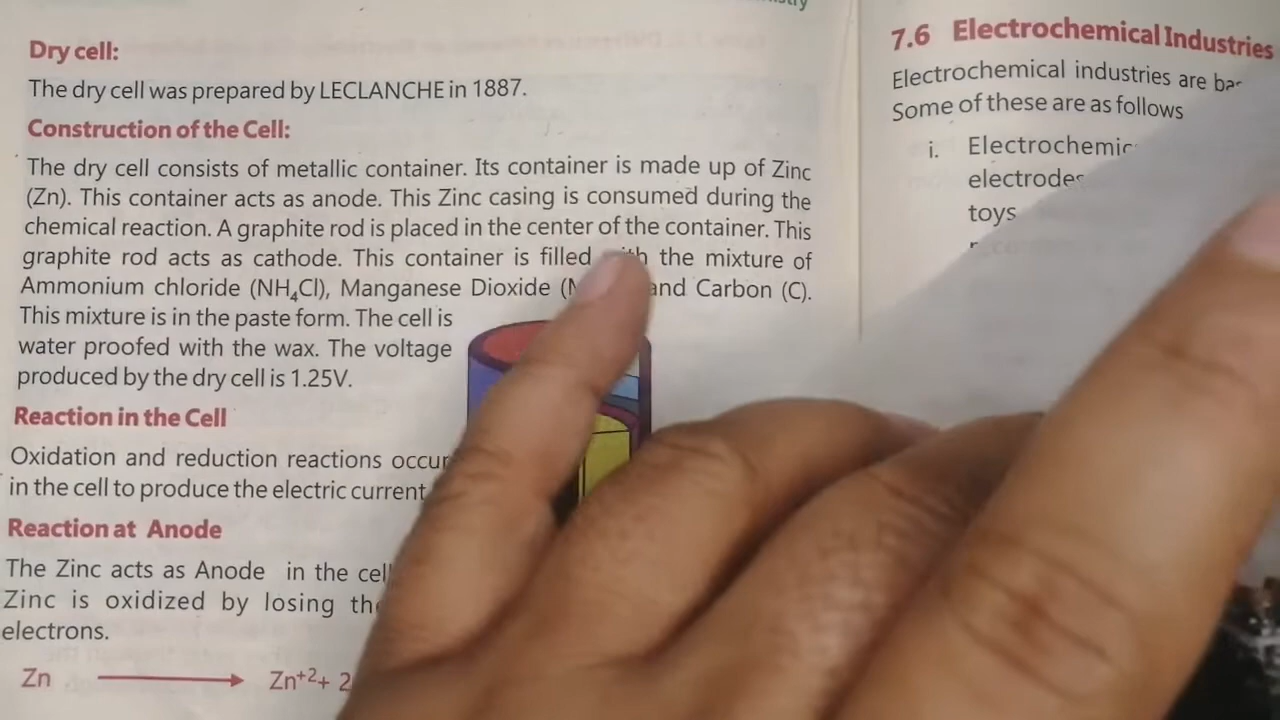 Dry cell:
The dry cell was prepared by LECLANCHE in 1887.
Construction of the Cell:
The dry cell consists of metallic container. Its container is made up of Zinc
(Zn). This container acts as anode. This Zinc casing is consumed during the
chemical reaction. A graphite rod is placed in the center of the container. This
graphite rod acts as cathode. This container is filled the mixture of
Ammonium chloride (NH₄Cl), Manganese Dioxide and Carbon (C).
This mixture is in the paste form. The cell is
water proofed with the wax. The voltage
produced by the dry cell is 1.25V.
Reaction in the Cell
Oxidation and reduction reactions occur
in the cell to produce the electric current
Reaction at Anode
The Zinc acts as Anode in the cell
Zinc is oxidized by losing
electrons.
Zn ⟶ Zn⁺²+ 2
7.6 Electrochemical Industries
Electrochemical industries are
Some of these are as follows
i. 
electrodes
toys